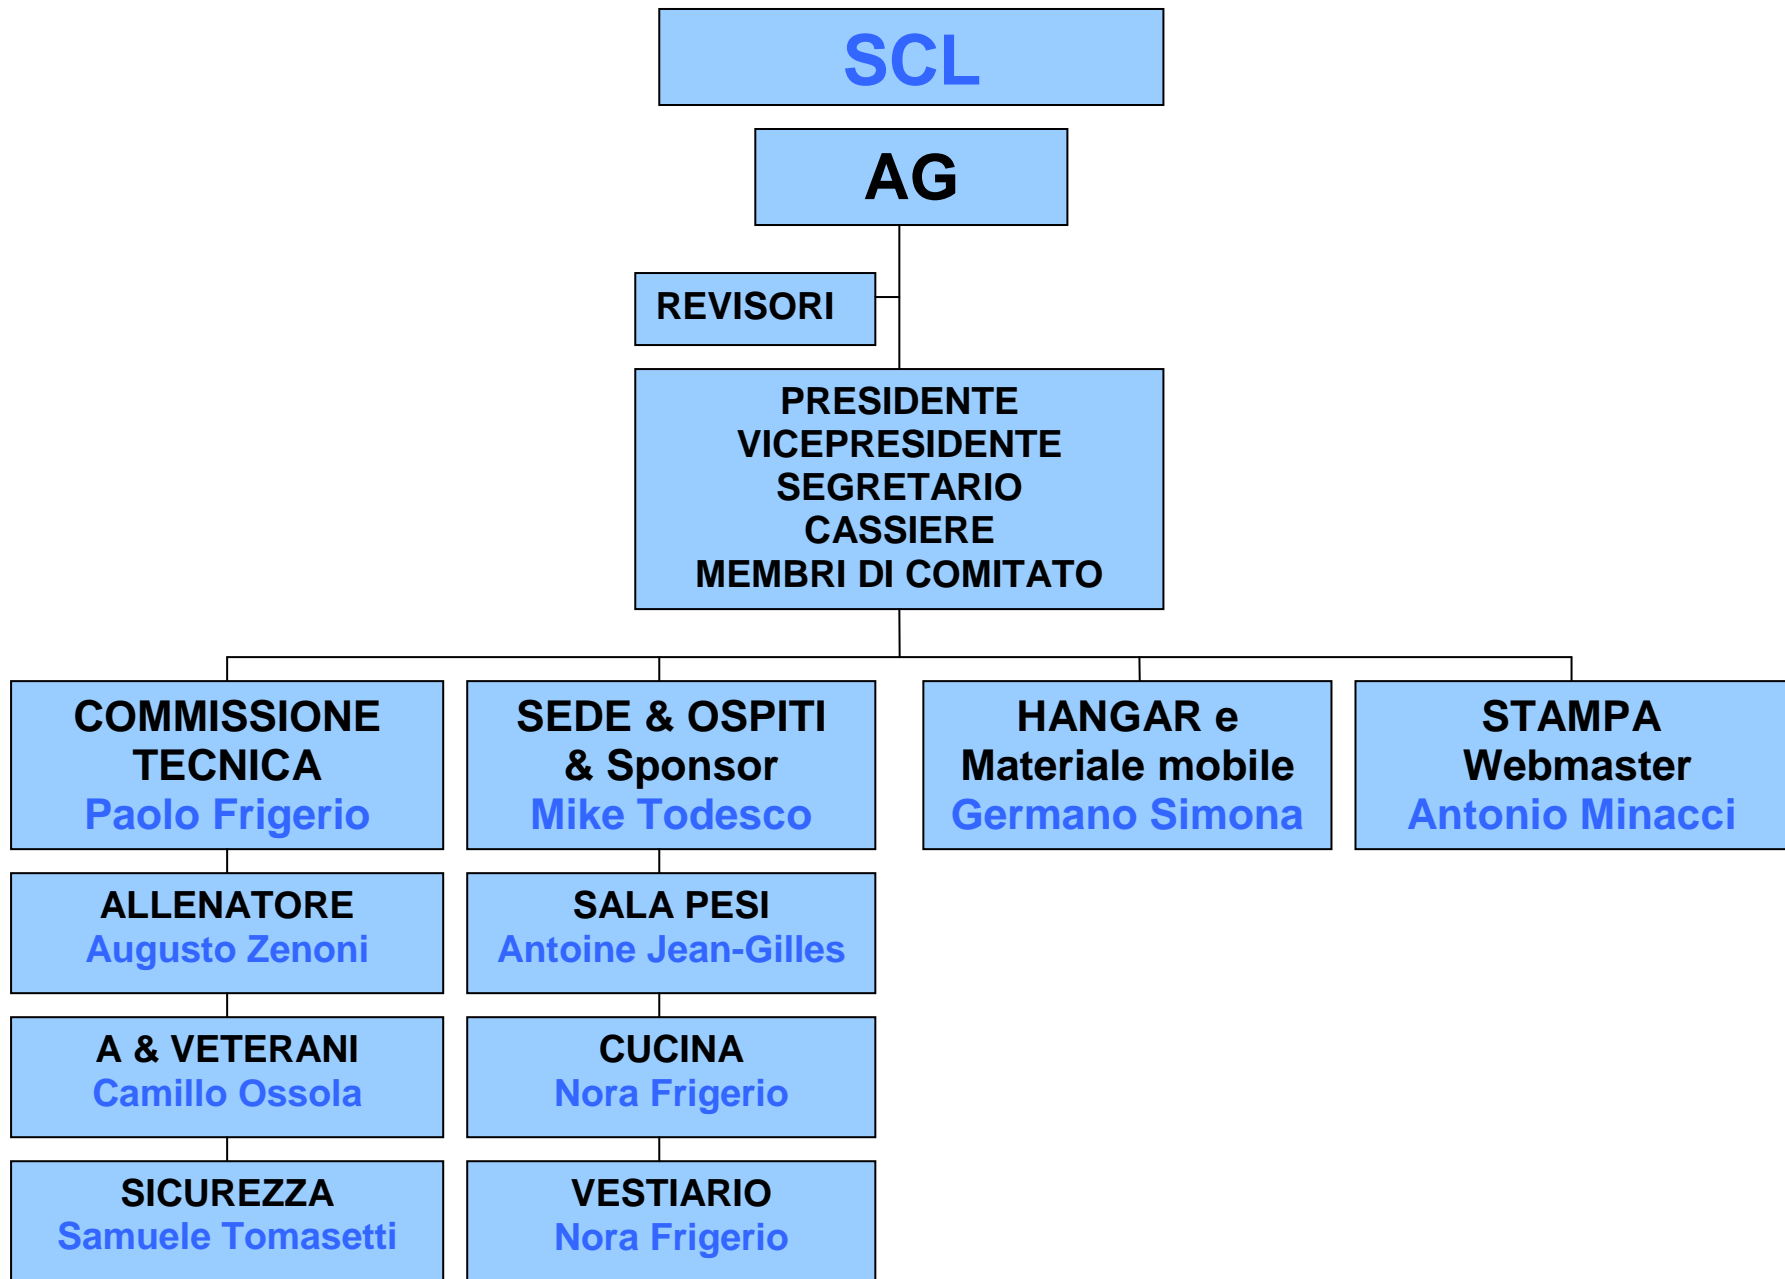 SCL
AG
REVISORI
PRESIDENTE
VICEPRESIDENTE
SEGRETARIO
CASSIERE
MEMBRI DI COMITATO
COMMISSIONE
TECNICA
Paolo Frigerio
SEDE & OSPITI
& Sponsor
Mike Todesco
HANGAR e
Materiale mobile
Germano Simona
STAMPA
Webmaster
Antonio Minacci
ALLENATORE
Augusto Zenoni
SALA PESI
Antoine Jean-Gilles
A & VETERANI
Camillo Ossola
CUCINA
Nora Frigerio
SICUREZZA
Samuele Tomasetti
VESTIARIO
Nora Frigerio